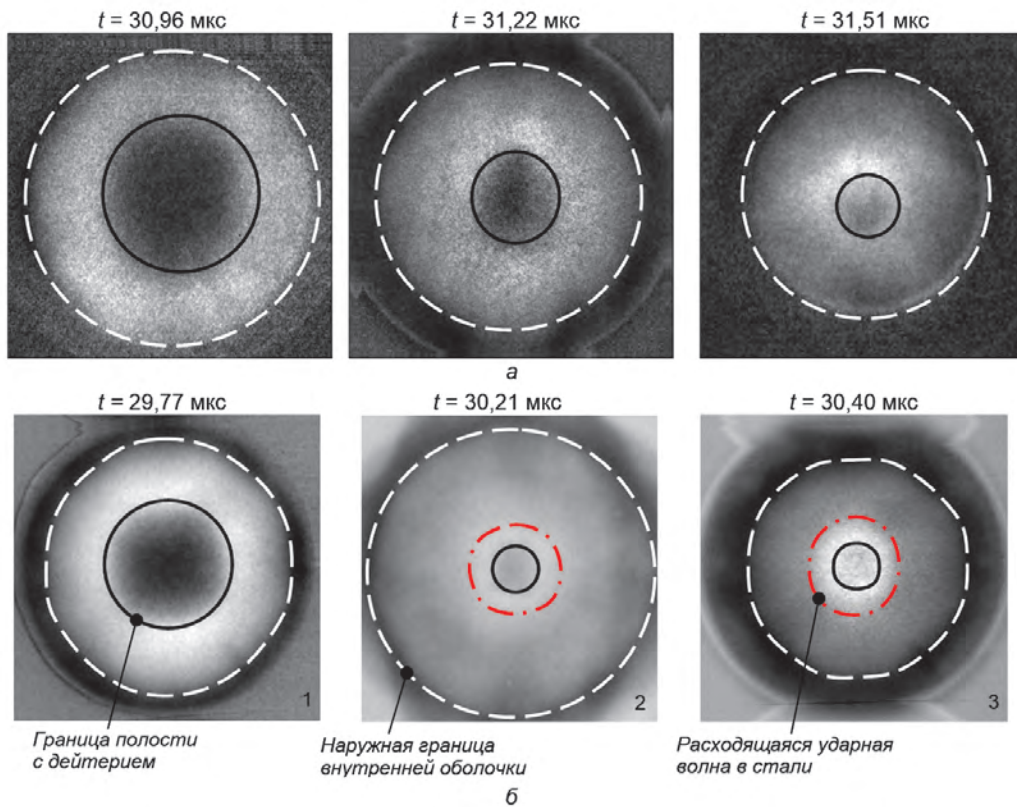 t = 30,96 мкс
t = 31,22 мкс
t = 31,51 мкс
а
t = 29,77 мкс
t = 30,21 мкс
t = 30,40 мкс
1
2
3
Граница полости
с дейтерием
Наружная граница
внутренней оболочки
Расходящаяся ударная
волна в стали
б